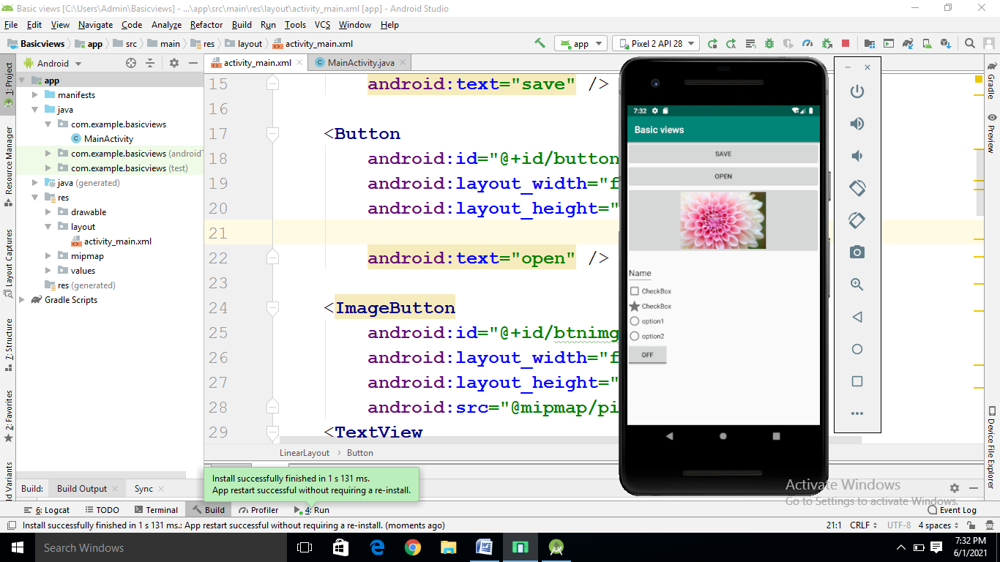 Basic views [C:\Users\Admin\Basicviews] - ...\app\src\main\res\layout\activity_main.xml [app] - Android Studio
File Edit View Navigate Code Analyze Refactor Build Run Tools VCS Window Help
Basicviews app src main res layout activity_main.xml app Pixel 2 API 28
Android activity_main.xml MainActivity.java
1: Project
Resource Manager
Layout Captures
7: Structure
2: Favorites
ld Variants
app
manifests
java
com.example.basicviews
MainActivity
com.example.basicviews (android
com.example.basicviews (test)
java (generated)
res
drawable
layout
activity_main.xml
mipmap
values
res (generated)
Gradle Scripts
15 android:text="save" />
16
17 <Button
18 android:id="@+id/button
19 android:layout_width="f
20 android:layout_height="
21
22 android:text="open" />
23
24 <ImageButton
25 android:id="@+id/btnimg
26 android:layout_width="f
27 android:layout_height="
28 android:src="@mipmap/pi
29 <TextView
LinearLayout Button
7:32
Basic views
SAVE
OPEN
Name
CheckBox
CheckBox
option1
option2
OFF
Gradle
Preview
Device File Explorer
Install successfully finished in 1 s 131 ms.
App restart successful without requiring a re-install.
Activate Windows
Go to Settings to activate Windows.
Build: Build Output Sync
6: Logcat TODO Terminal Build Profiler 4: Run Event Log
Install successfully finished in 1 s 131 ms.: App restart successful without requiring a re-install. (moments ago) 21:1 CRLF UTF-8 4 spaces
Search Windows
7:32 PM
6/1/2021